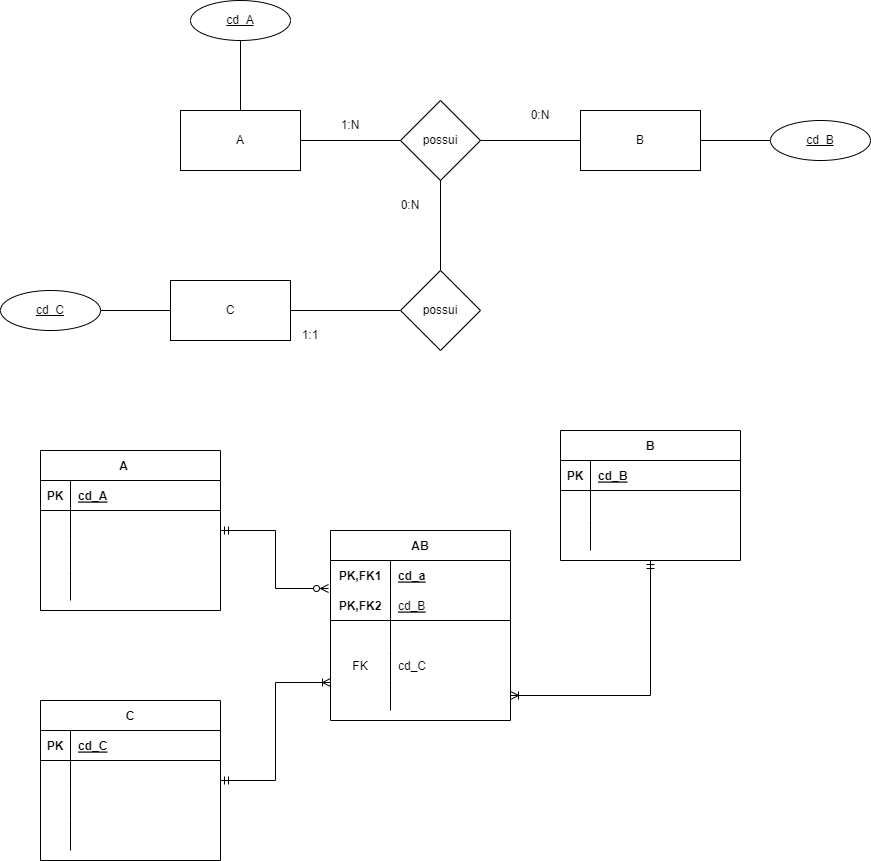 cd_A
A
1:N
possui
0:N
B
cd_B
0:N
cd_C
C
1:1
possui
A
PK
cd_A
B
PK
cd_B
AB
PK,FK1
cd_a
PK,FK2
cd_B
FK
cd_C
C
PK
cd_C